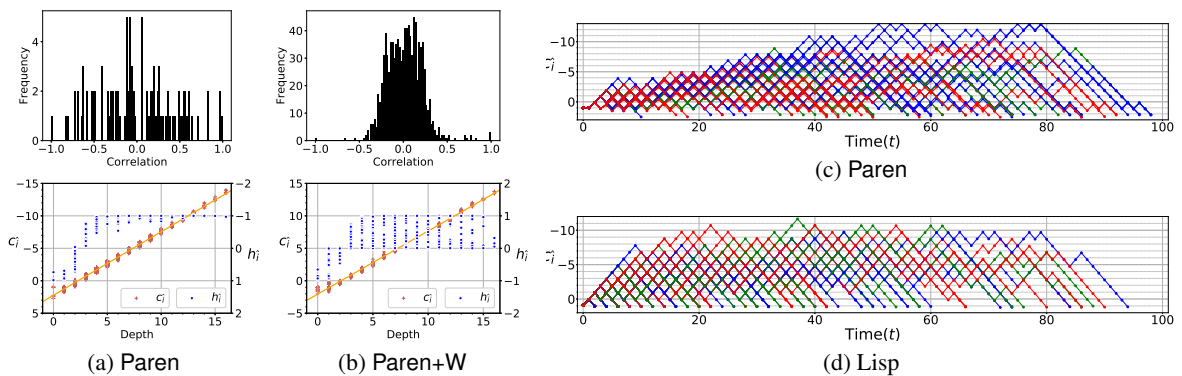 Frequency
4
2
0
−1.0 −0.5 0.0 0.5 1.0
Correlation
−15
−10
−5
0
5
−2
−1
0
1
2
c_î
h_î
c_î h_î
0 5 10 15
Depth
(a) Paren
Frequency
40
30
20
10
0
−1.0 −0.5 0.0 0.5 1.0
Correlation
15
10
5
0
−5
−2
−1
0
1
2
c_î
h_î
c_î h_î
0 5 10 15
Depth
(b) Paren+W
−10
−5
0
0 20 40 60 80 100
Time(t)
(c) Paren
−10
−5
0
0 20 40 60 80 100
Time(t)
(d) Lisp